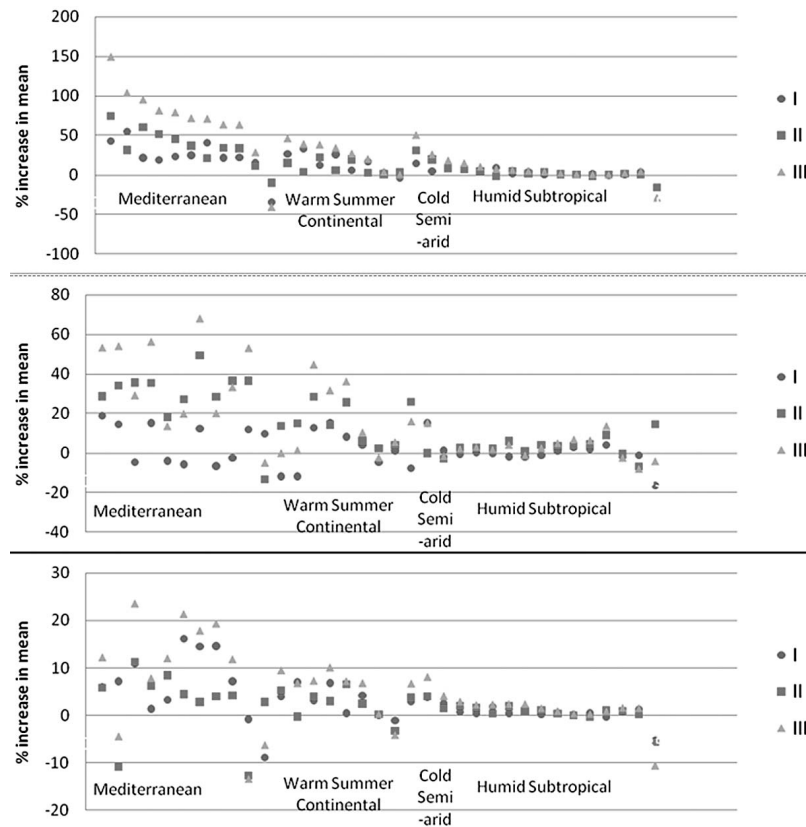 200
150
100
50
0
-50
-100
% increase in mean
Mediterranean
Warm Summer
Continental
Cold
Semi
-arid
Humid Subtropical
I
II
III
80
60
40
20
0
-20
-40
% increase in mean
Mediterranean
Warm Summer
Continental
Cold
Semi
-arid
Humid Subtropical
I
II
III
30
20
10
0
-10
-20
% increase in mean
Mediterranean
Warm Summer
Continental
Cold
Semi
-arid
Humid Subtropical
I
II
III